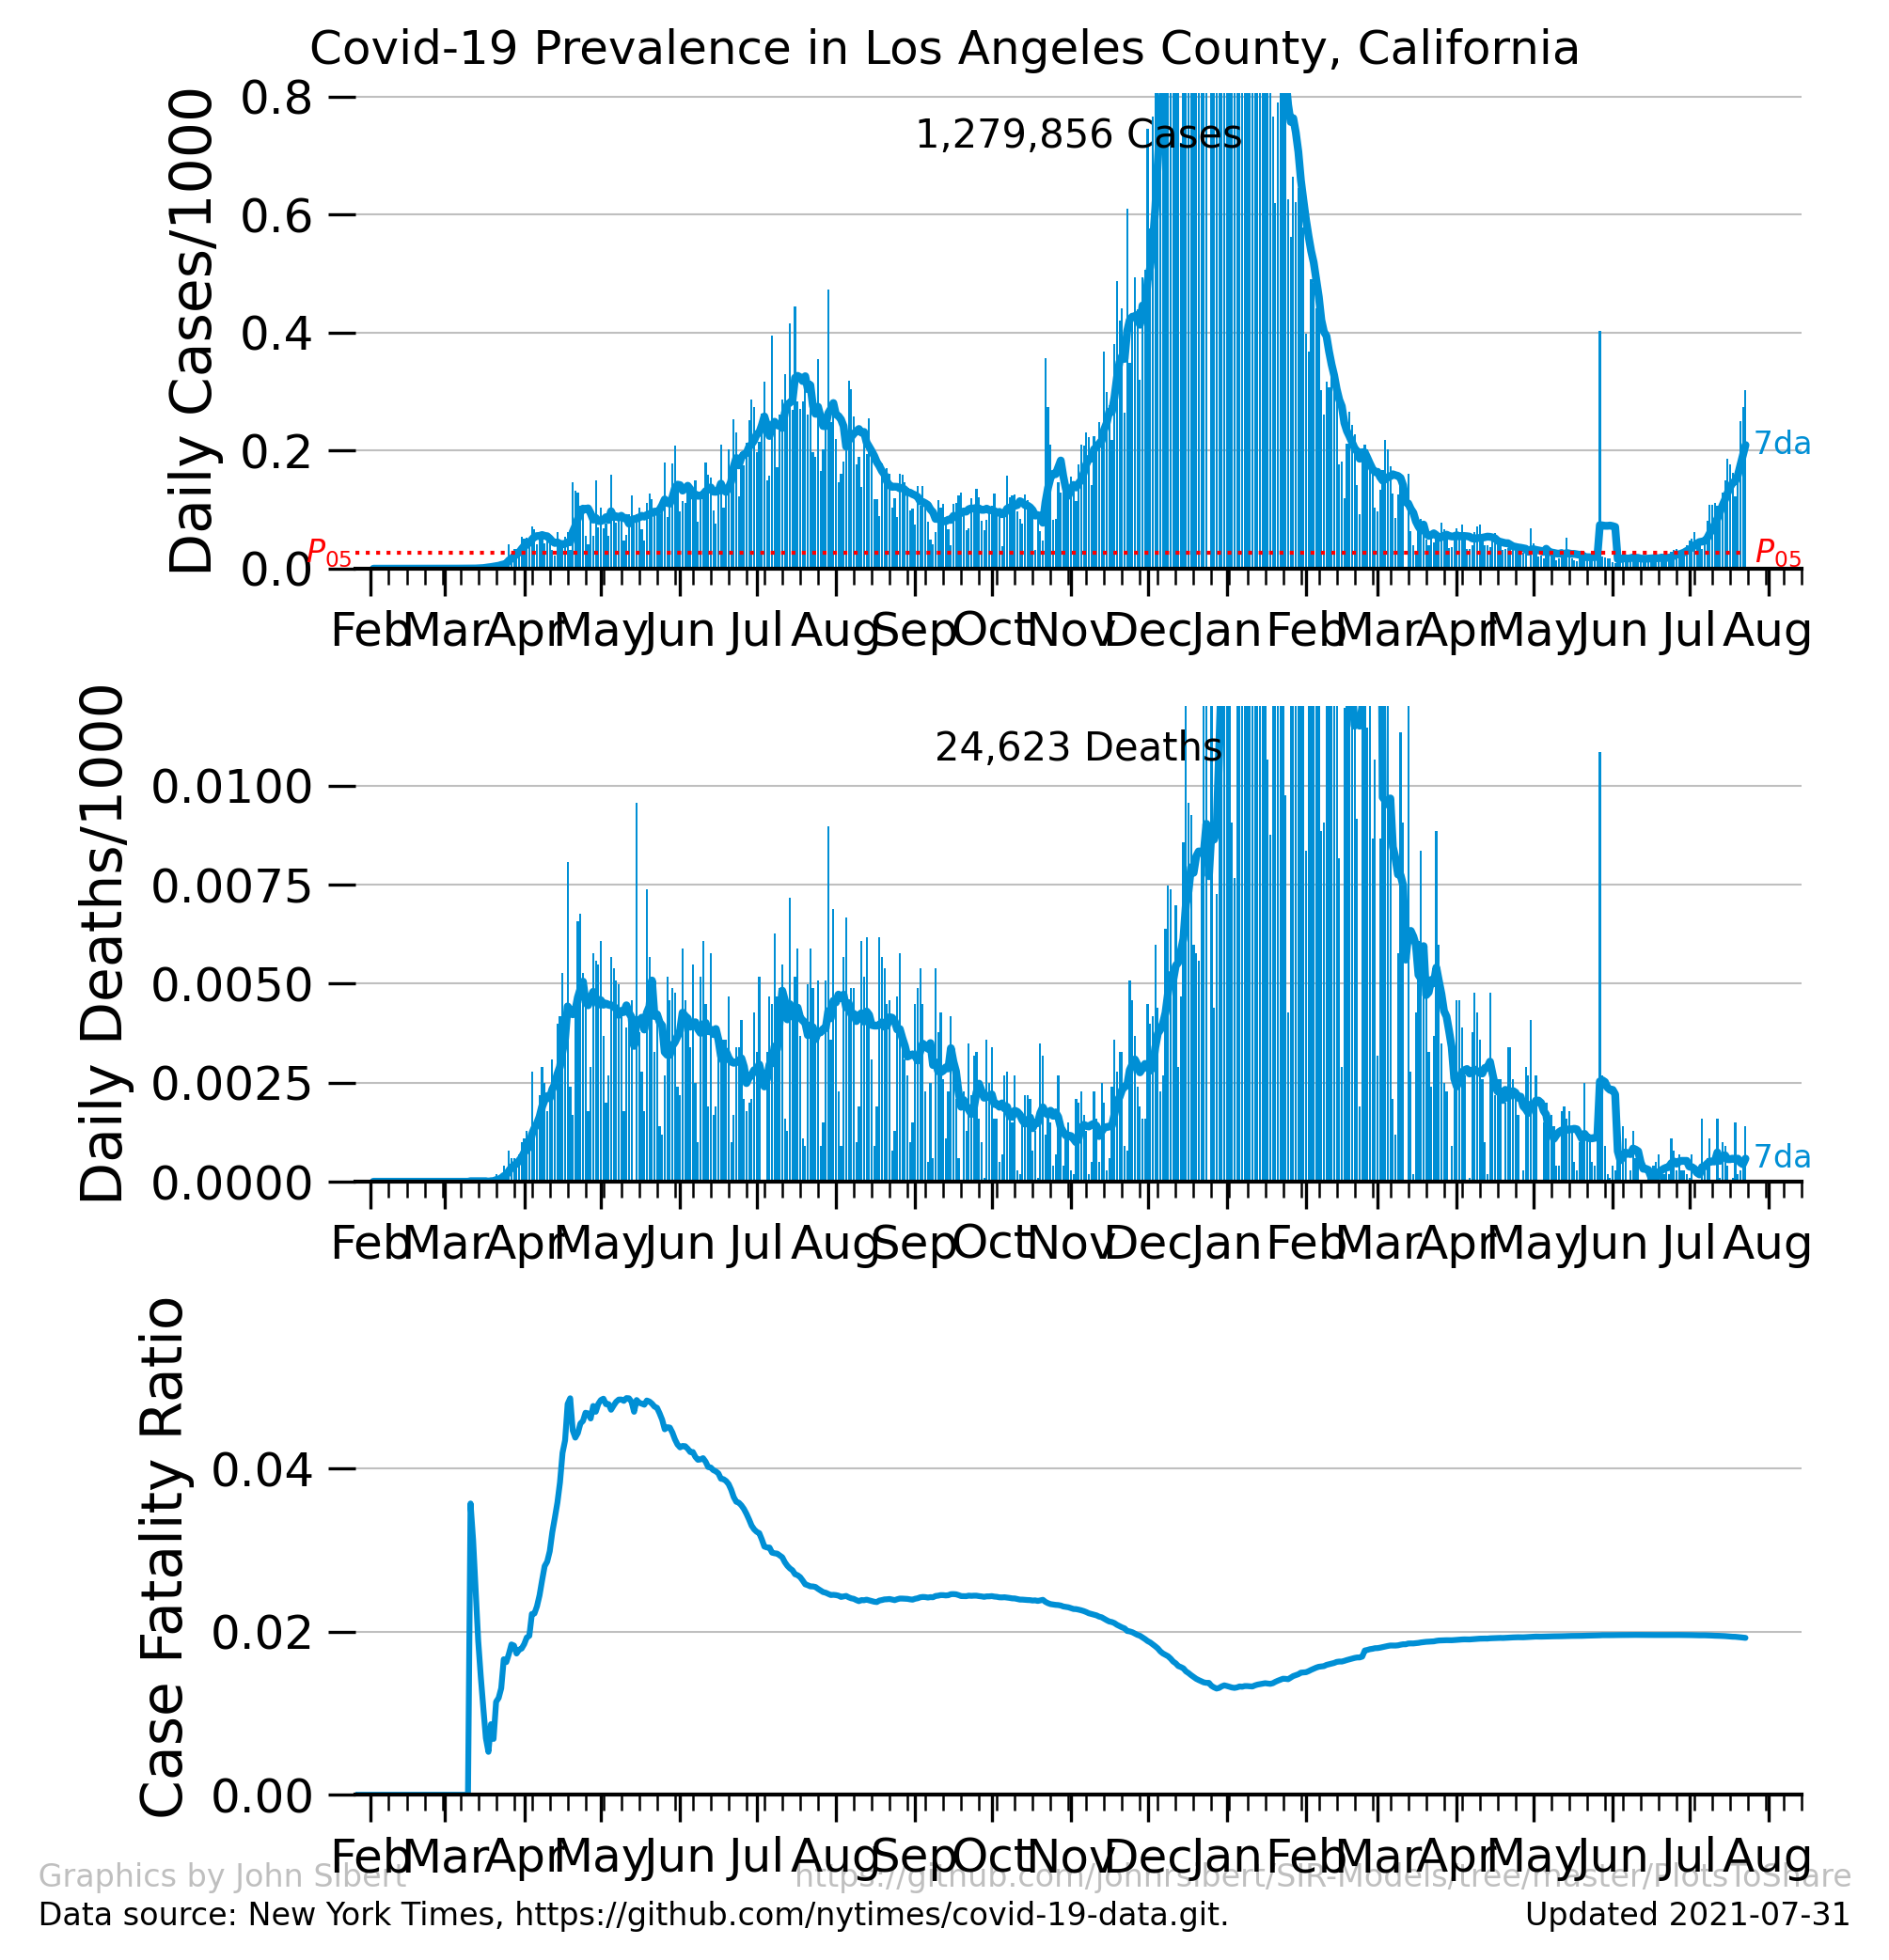 Covid-19 Prevalence in Los Angeles County, California
Daily Cases/1000
0.8
0.6
0.4
0.2
0.0
1,279,856 Cases
7da
P05
P05
Feb Mar Apr May Jun Jul Aug Sep Oct Nov Dec Jan Feb Mar Apr May Jun Jul Aug
Daily Deaths/1000
0.0100
0.0075
0.0050
0.0025
0.0000
24,623 Deaths
7da
Feb Mar Apr May Jun Jul Aug Sep Oct Nov Dec Jan Feb Mar Apr May Jun Jul Aug
Case Fatality Ratio
0.04
0.02
0.00
Feb Mar Apr May Jun Jul Aug Sep Oct Nov Dec Jan Feb Mar Apr May Jun Jul Aug
Graphics by John Sibert
https://github.com/johnrsibert/SIR-Models/tree/master/PlotsToShare
Data source: New York Times, https://github.com/nytimes/covid-19-data.git.
Updated 2021-07-31